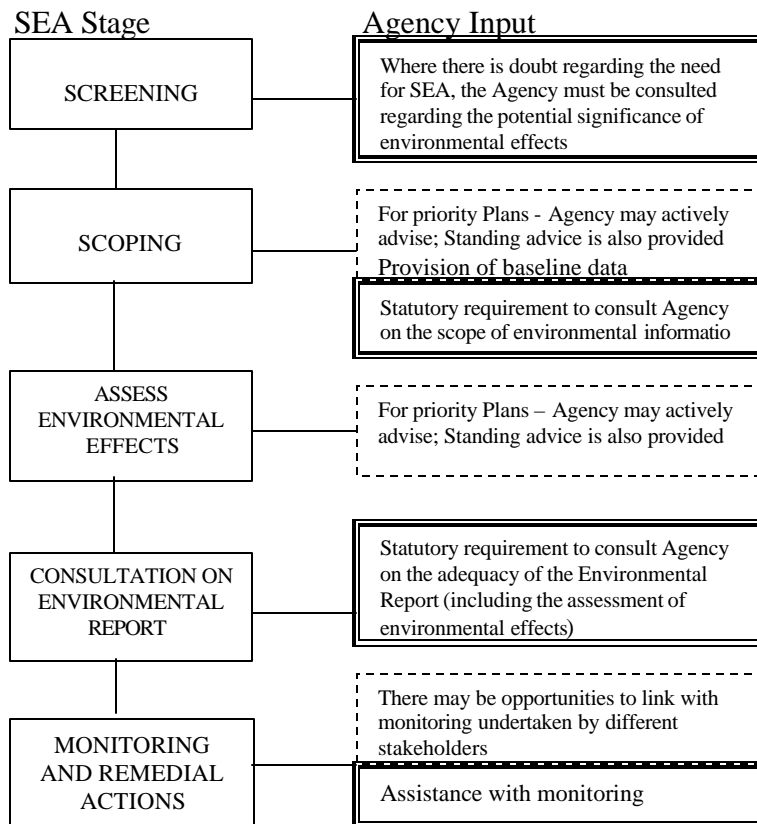 SEA Stage
Agency Input
SCREENING
Where there is doubt regarding the need
for SEA, the Agency must be consulted
regarding the potential significance of
environmental effects
SCOPING
For priority Plans - Agency may actively
advise; Standing advice is also provided
Provision of baseline data
Statutory requirement to consult Agency
on the scope of environmental informatio
ASSESS
ENVIRONMENTAL
EFFECTS
For priority Plans – Agency may actively
advise; Standing advice is also provided
CONSULTATION ON
ENVIRONMENTAL
REPORT
Statutory requirement to consult Agency
on the adequacy of the Environmental
Report (including the assessment of
environmental effects)
MONITORING
AND REMEDIAL
ACTIONS
There may be opportunities to link with
monitoring undertaken by different
stakeholders
Assistance with monitoring